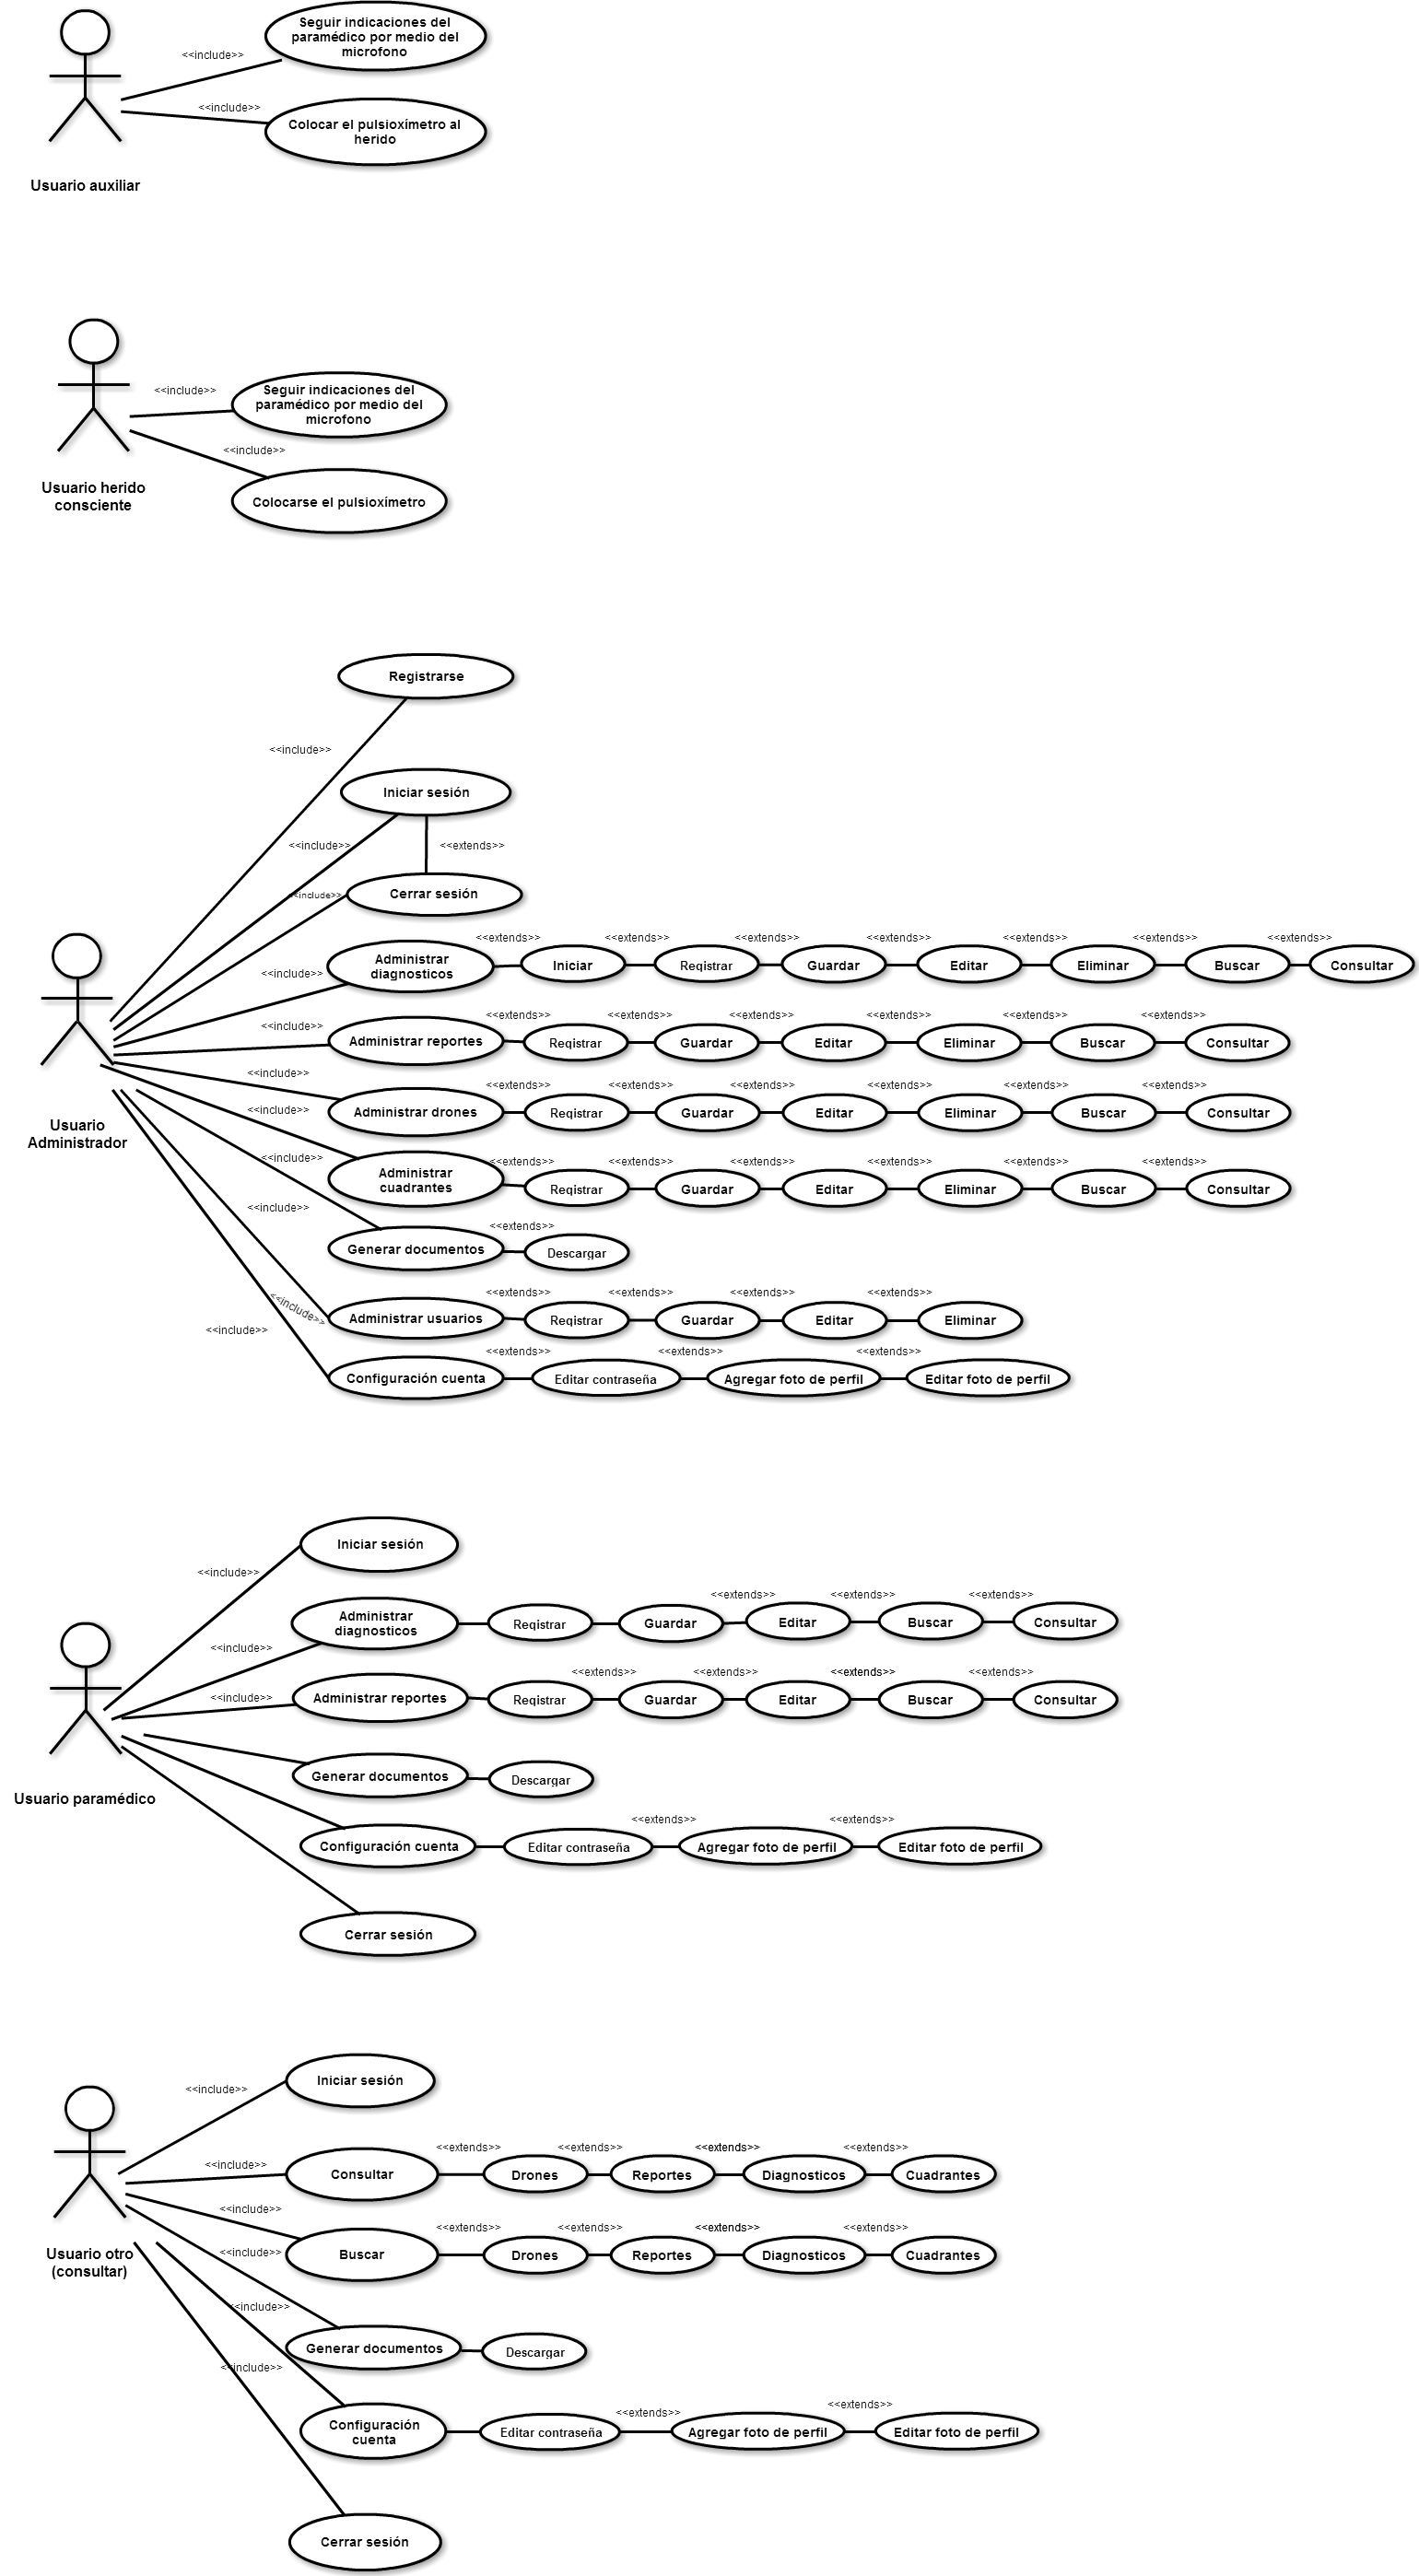 Seguir indicaciones del
paramédico por medio del
microfono
<<include>>
<<include>>
Colocar el pulsioxímetro al
herido
Usuario auxiliar
<<include>>
Seguir indicaciones del
paramédico por medio del
microfono
<<include>>
Usuario herido
consciente
Colocarse el pulsioxímetro
Registrarse
<<include>>
Iniciar sesión
<<include>>
<<extends>>
<<include>>
Cerrar sesión
<<extends>> <<extends>> <<extends>> <<extends>> <<extends>> <<extends>> <<extends>>
<<include>>
Administrar
diagnosticos
Iniciar Registrar Guardar Editar Eliminar Buscar Consultar
<<extends>> <<extends>> <<extends>> <<extends>> <<extends>> <<extends>>
<<include>>
Administrar reportes Registrar Guardar Editar Eliminar Buscar Consultar
<<include>>
<<extends>> <<extends>> <<extends>> <<extends>> <<extends>> <<extends>>
<<include>>
Administrar drones Registrar Guardar Editar Eliminar Buscar Consultar
Usuario
Administrador
<<include>>
<<extends>> <<extends>> <<extends>> <<extends>> <<extends>> <<extends>>
Administrar
cuadrantes
Registrar Guardar Editar Eliminar Buscar Consultar
<<include>>
<<extends>>
Generar documentos Descargar
<<extends>> <<extends>> <<extends>> <<extends>>
<<include>>
<<include>>
Administrar usuarios Registrar Guardar Editar Eliminar
<<extends>> <<extends>> <<extends>>
Configuración cuenta Editar contraseña Agregar foto de perfil Editar foto de perfil
Iniciar sesión
<<include>>
<<extends>> <<extends>> <<extends>>
Administrar
diagnosticos
Registrar Guardar Editar Buscar Consultar
<<include>>
<<extends>> <<extends>> <<extends>> <<extends>>
<<include>>
Administrar reportes Registrar Guardar Editar Buscar Consultar
Generar documentos Descargar
Usuario paramédico
<<extends>> <<extends>>
Configuración cuenta Editar contraseña Agregar foto de perfil Editar foto de perfil
Cerrar sesión
Iniciar sesión
<<include>>
<<extends>> <<extends>> <<extends>> <<extends>>
<<include>>
Consultar Drones Reportes Diagnosticos Cuadrantes
<<include>>
<<extends>> <<extends>> <<extends>> <<extends>>
<<include>>
Buscar Drones Reportes Diagnosticos Cuadrantes
Usuario otro
(consultar)
<<include>>
Generar documentos Descargar
<<include>>
<<extends>> <<extends>>
Configuración
cuenta
Editar contraseña Agregar foto de perfil Editar foto de perfil
Cerrar sesión